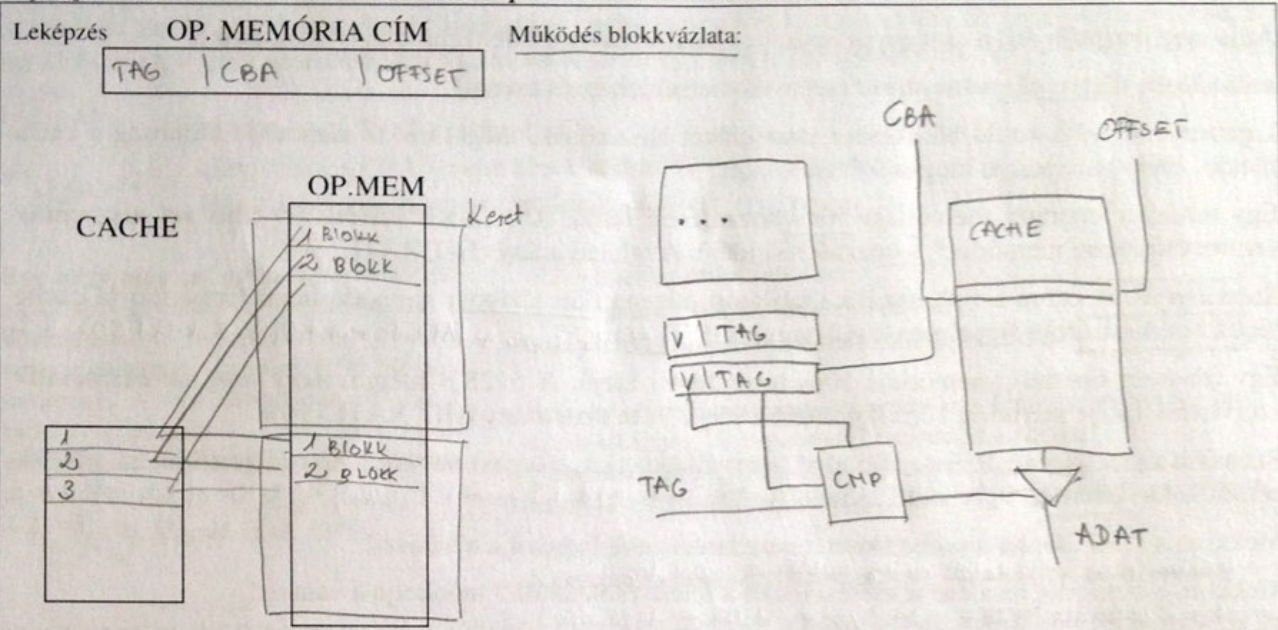 Leképzés OP. MEMÓRIA CÍM Működés blokkvázlata:
TAG | CBA | OFFSET
CBA
OFFSET
OP.MEM
Keret
CACHE
1 BLOKK
2 BLOKK
...
CACHE
V TAG
V TAG
1
2
3
1 BLOKK
2 BLOKK
TAG
CMP
ADAT